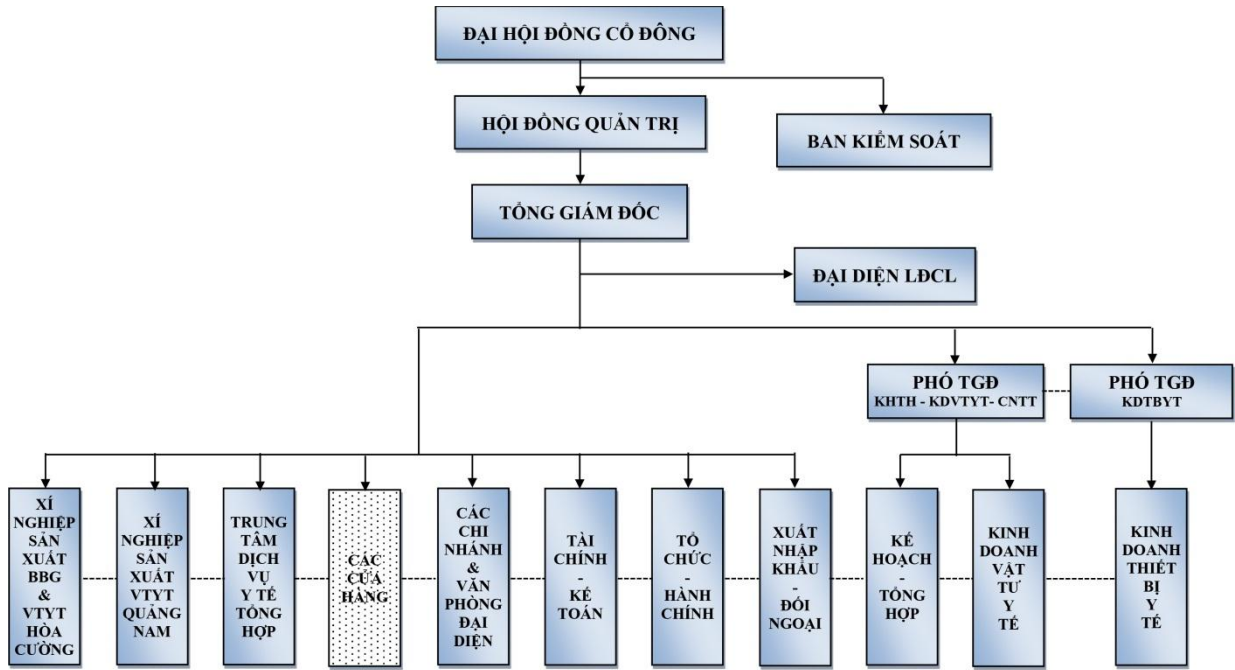 ĐẠI HỘI ĐỒNG CỔ ĐÔNG
HỘI ĐỒNG QUẢN TRỊ
BAN KIỂM SOÁT
TỔNG GIÁM ĐỐC
ĐẠI DIỆN LĐCL
PHÓ TGĐ
KHTH - KDVTYT- CNTT
PHÓ TGĐ
KDTBYT
XÍ
NGHIỆP
SẢN
XUẤT
BBG
&
VTYT
HÒA
CƯỜNG
XÍ
NGHIỆP
SẢN
XUẤT
VTYT
QUẢNG
NAM
TRUNG
TÂM
DỊCH
VỤ
Y TẾ
TỔNG
HỢP
CÁC
CỬA
HÀNG
CÁC
CHI
NHÁNH
&
VĂN
PHÒNG
ĐẠI
DIỆN
TÀI
CHÍNH
-
KẾ
TOÁN
TỔ
CHỨC
-
HÀNH
CHÍNH
XUẤT
NHẬP
KHẨU
-
ĐỐI
NGOẠI
KẾ
HOẠCH
-
TỔNG
HỢP
KINH
DOANH
VẬT
TƯ
Y
TẾ
KINH
DOANH
THIẾT
BỊ
Y
TẾ